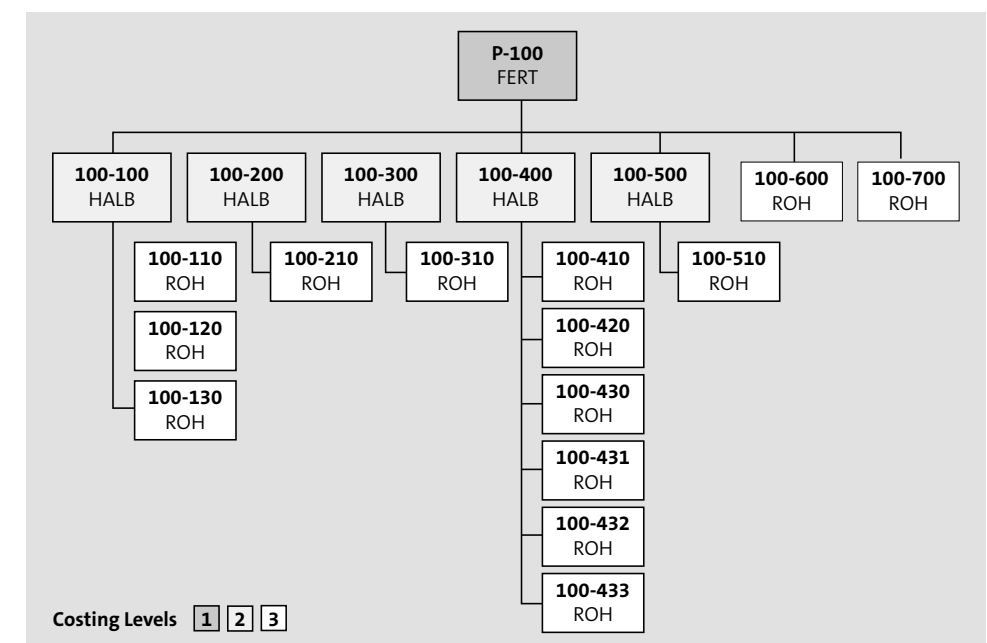 P-100
FERT
100-100
HALB
100-200
HALB
100-300
HALB
100-400
HALB
100-500
HALB
100-600
ROH
100-700
ROH
100-110
ROH
100-210
ROH
100-310
ROH
100-410
ROH
100-510
ROH
100-120
ROH
100-420
ROH
100-130
ROH
100-430
ROH
100-431
ROH
100-432
ROH
100-433
ROH
Costing Levels 1 2 3